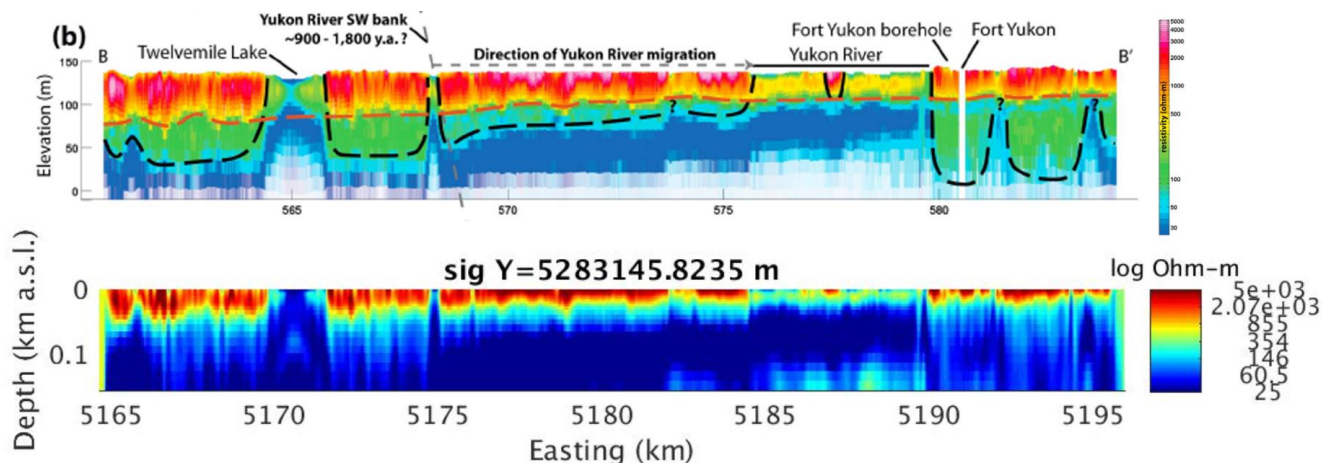 (b)
B
Twelvemile Lake
Yukon River SW bank
~900 - 1,800 y.a. ?
Direction of Yukon River migration
Yukon River
Fort Yukon borehole
Fort Yukon
B'
Elevation (m)
150
100
50
0
?
?
?
565
570
575
580
resistivity (ohm-m)
5000
4000
3000
2000
1000
500
100
50
30
sig Y=5283145.8235 m
Depth (km a.s.l.)
0
0.1
5165
5170
5175
5180
5185
5190
5195
Easting (km)
log Ohm-m
5e+03
2.07e+03
855
354
146
60.5
25